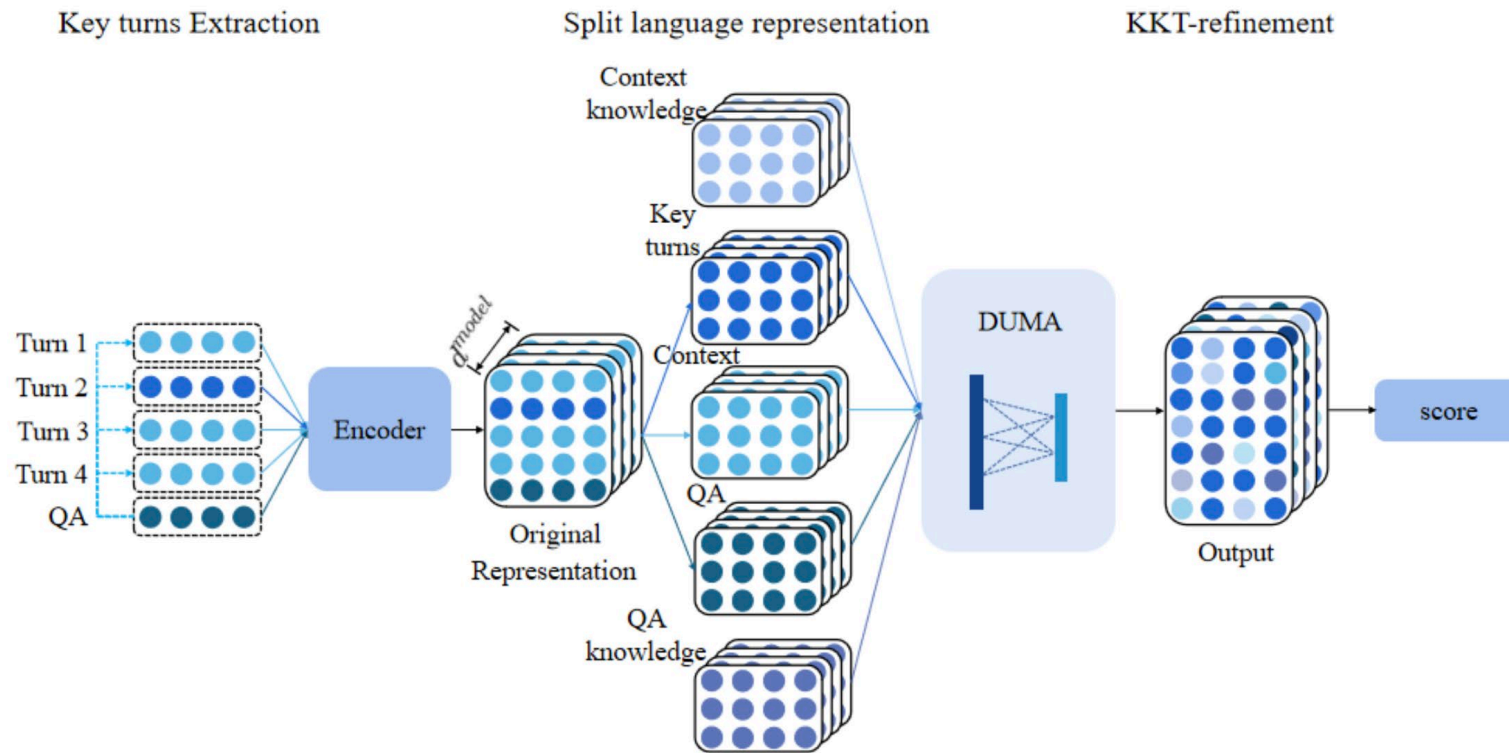 Key turns Extraction
Split language representation
KKT-refinement
Context
knowledge
Key
turns
d^model
Turn 1
Turn 2
Turn 3
Turn 4
QA
Encoder
Original
Representation
Context
QA
QA
knowledge
DUMA
Output
score